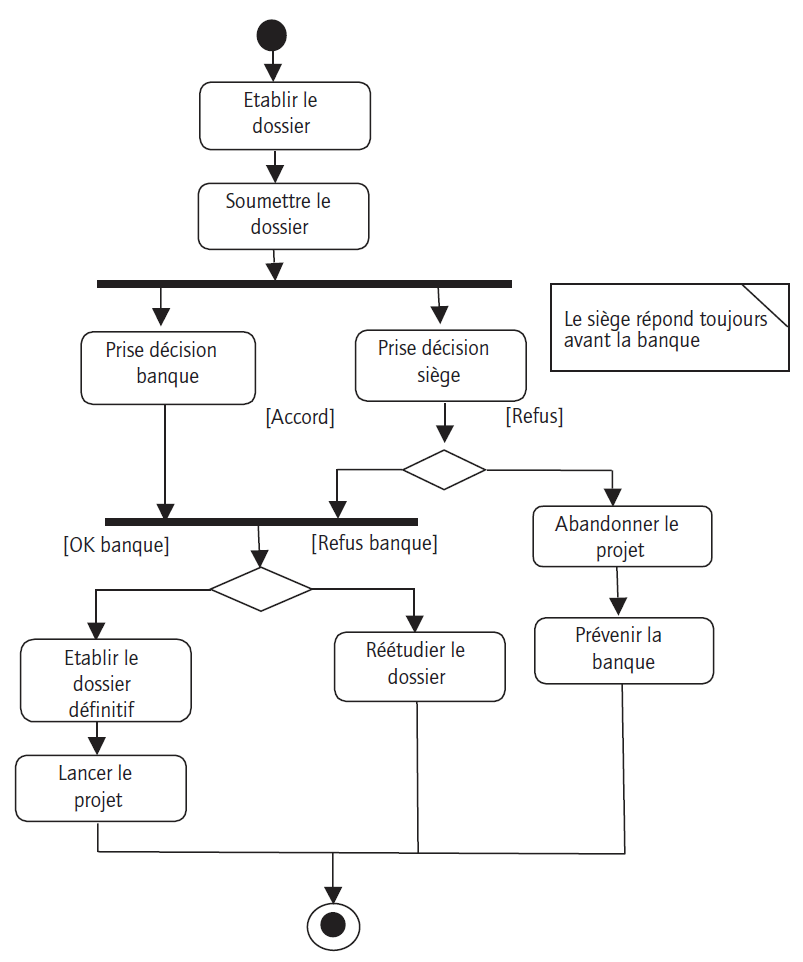 Etablir le
dossier
Soumettre le
dossier
Le siège répond toujours
avant la banque
Prise décision
banque
Prise décision
siège
[Accord]
[Refus]
[OK banque]
[Refus banque]
Abandonner le
projet
Etablir le
dossier
définitif
Réétudier le
dossier
Prévenir la
banque
Lancer le
projet